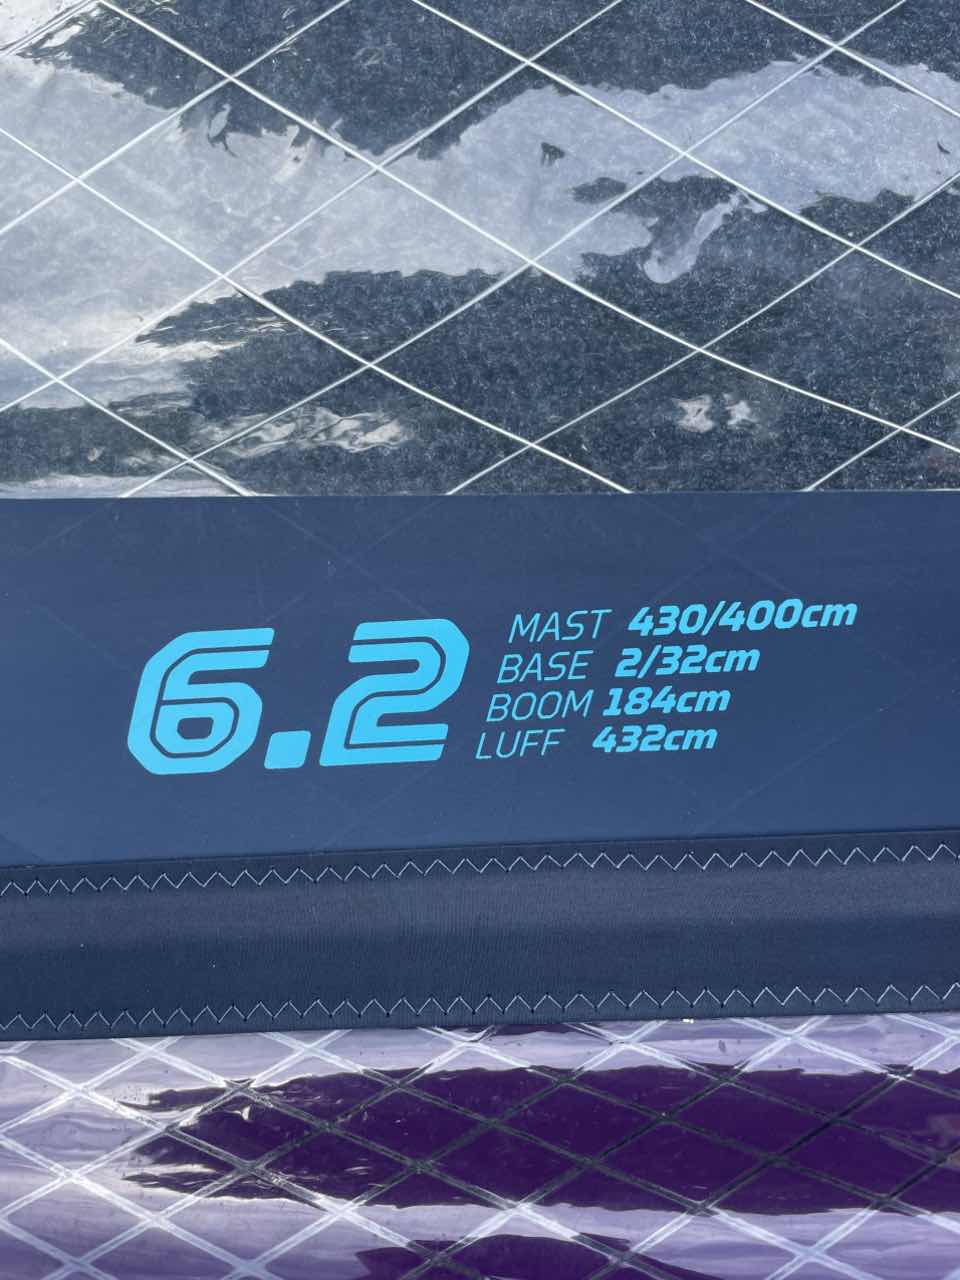 6.2
MAST 430/400cm
BASE 2/32cm
BOOM 184cm
LUFF 432cm